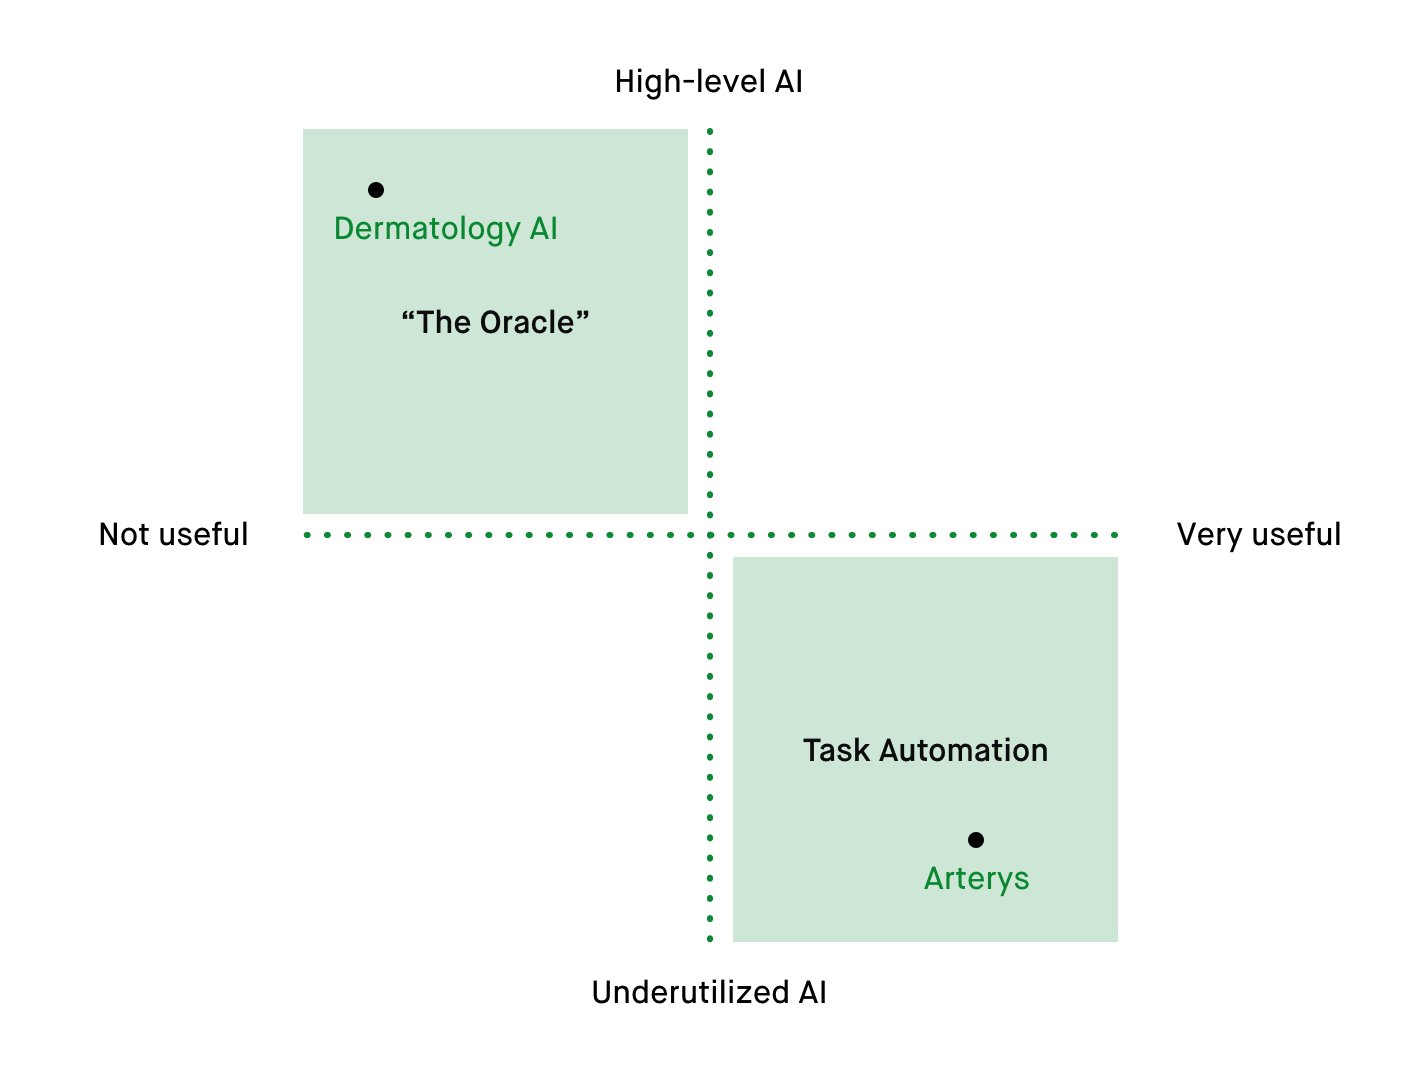 High-level AI
Dermatology AI
“The Oracle”
Not useful
Very useful
Task Automation
Arterys
Underutilized AI